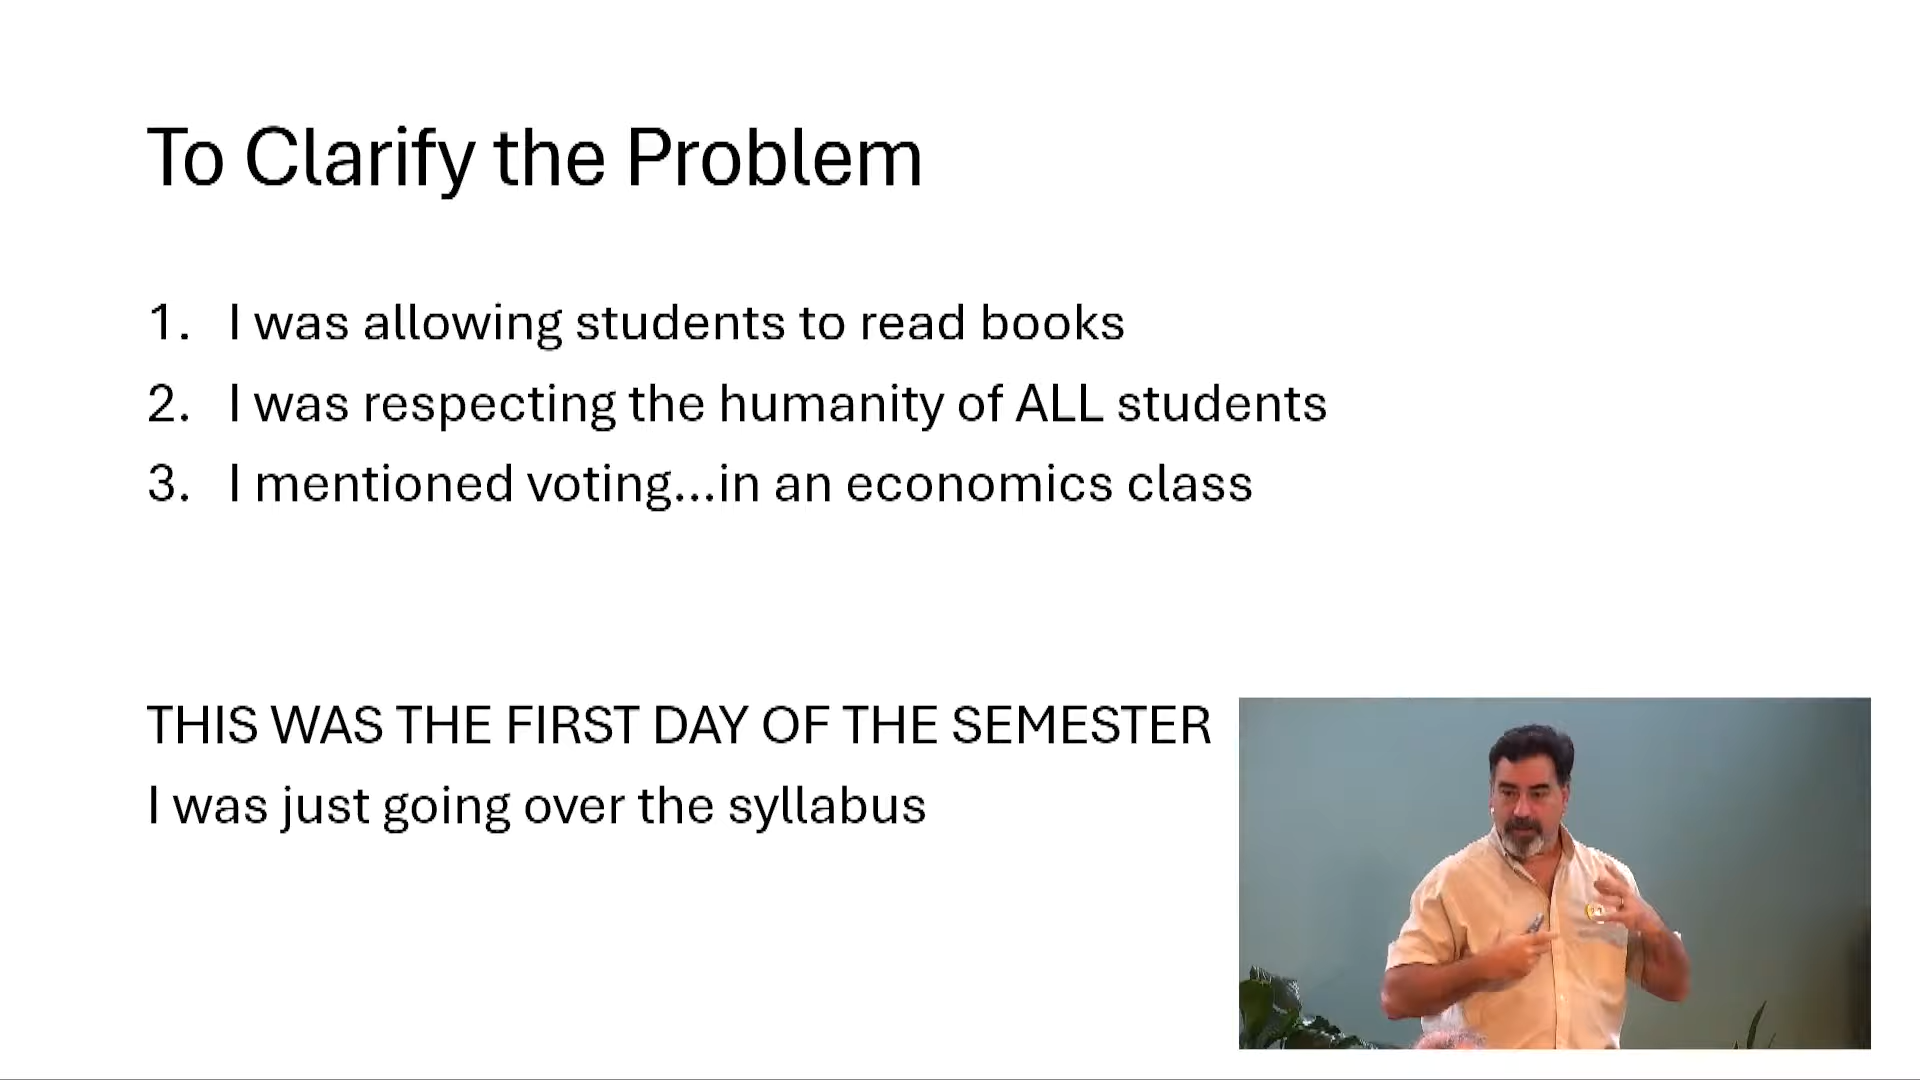 To Clarify the Problem
1. I was allowing students to read books
2. I was respecting the humanity of ALL students
3. I mentioned voting...in an economics class
THIS WAS THE FIRST DAY OF THE SEMESTER
I was just going over the syllabus